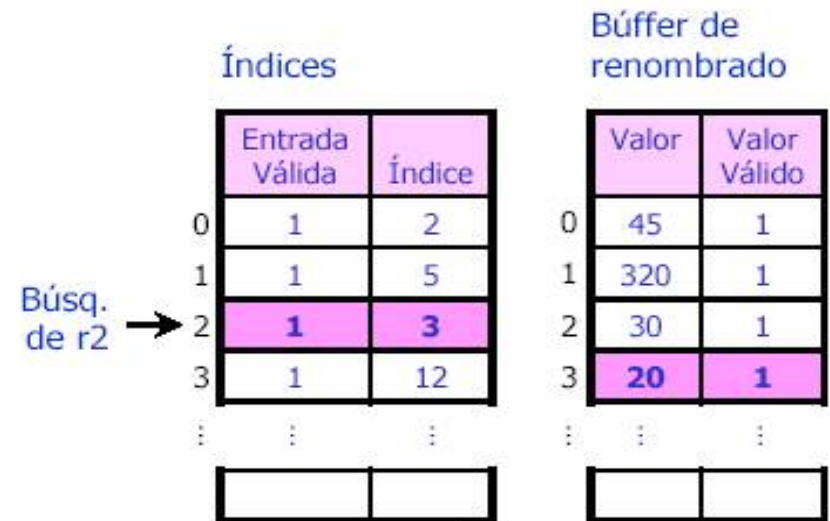 Índices
Búffer de
renombrado
Entrada
Válida Índice
Valor Valor
Válido
0 1 2 0 45 1
1 1 5 1 320 1
Búsq.
de r2
2 1 3 2 30 1
3 1 12 3 20 1
⋮ ⋮ ⋮ ⋮ ⋮ ⋮